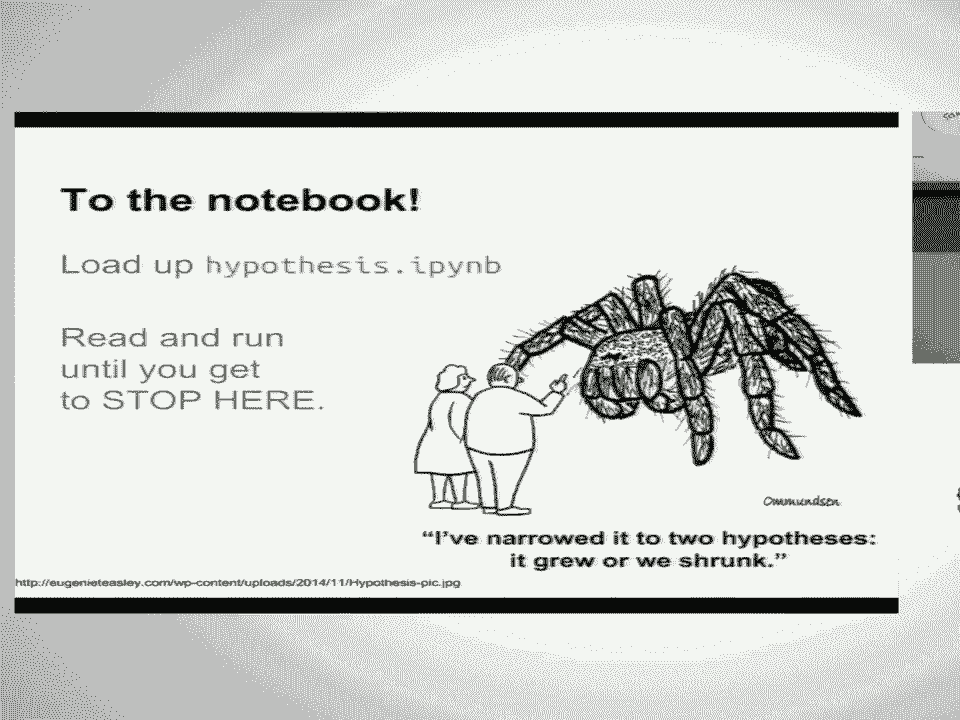 To the notebook!
Load up hypothesis.ipynb
Read and run
until you get
to STOP HERE.
Ommundsen
“I’ve narrowed it to two hypotheses:
it grew or we shrunk.”
http://eugenieteasley.com/wp-content/uploads/2014/11/Hypothesis-pic.jpg